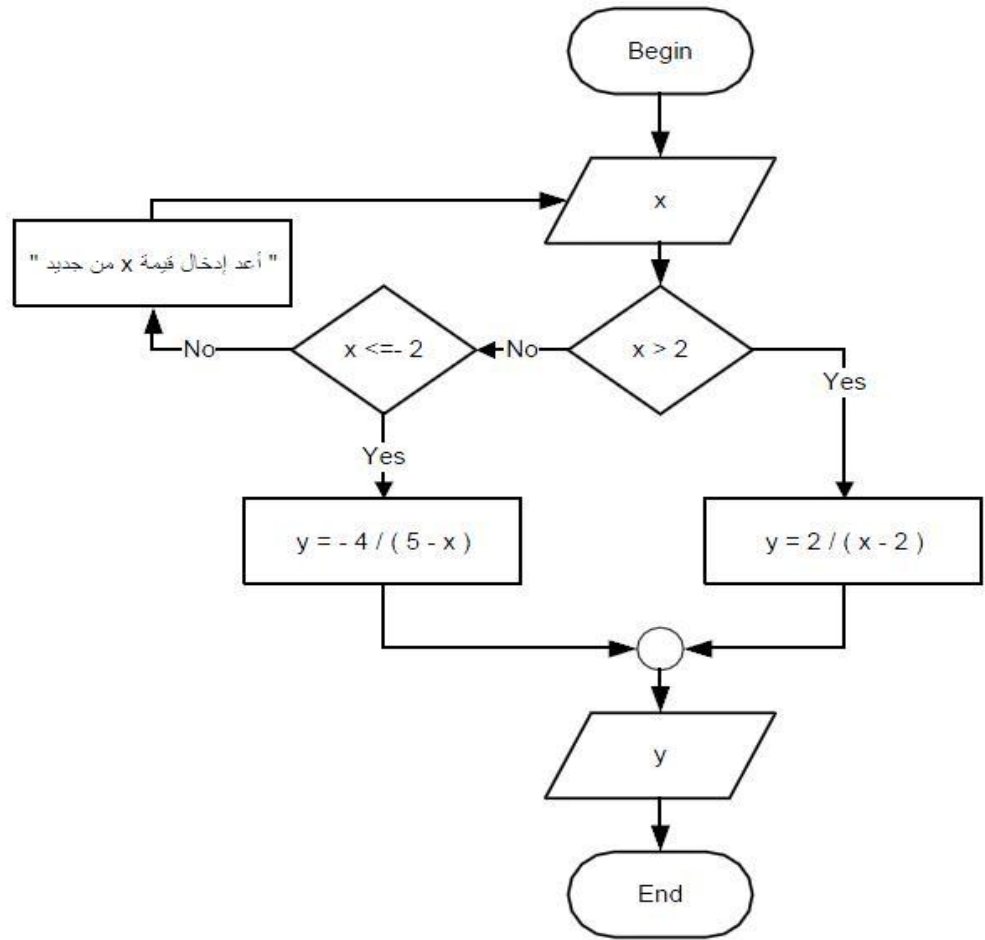 Begin
x
" أعد إدخال قيمة x من جديد "
x <=- 2
x > 2
No
No
Yes
Yes
y = - 4 / ( 5 - x )
y = 2 / ( x - 2 )
y
End